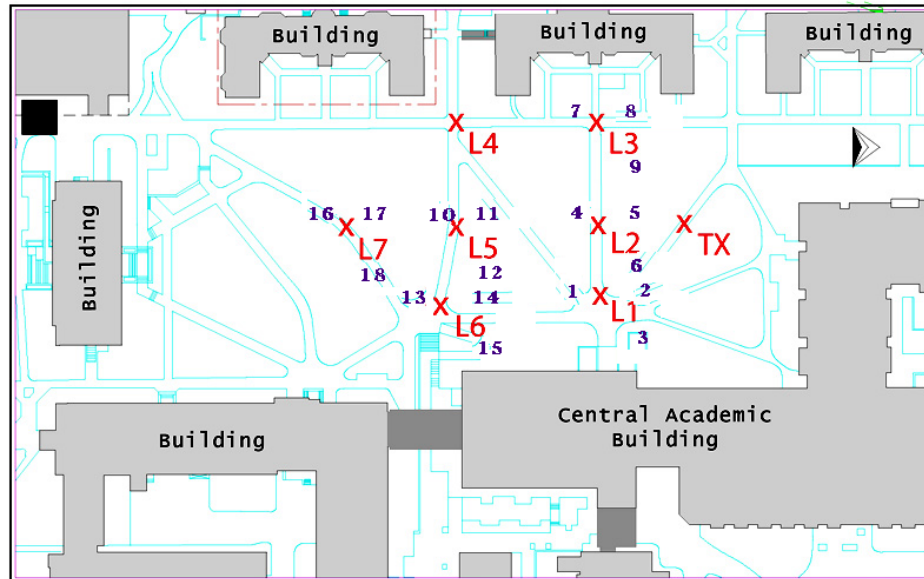 Building
Building
Building
7
8
L4
L3
9
16
17
10
11
4
5
L7
L5
L2
TX
Building
18
12
6
13
14
1
2
L6
L1
15
3
Central Academic
Building
Building